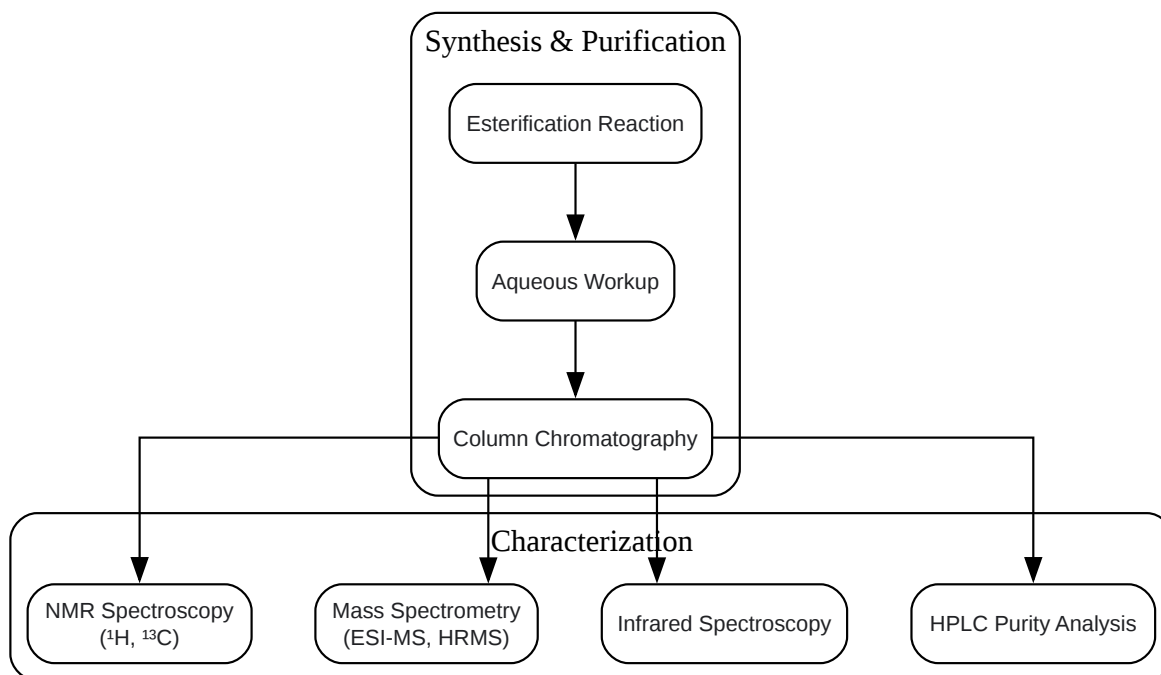 Synthesis & Purification
Esterification Reaction
Aqueous Workup
Column Chromatography
Characterization
NMR Spectroscopy
(¹H, ¹³C)
Mass Spectrometry
(ESI-MS, HRMS)
Infrared Spectroscopy
HPLC Purity Analysis